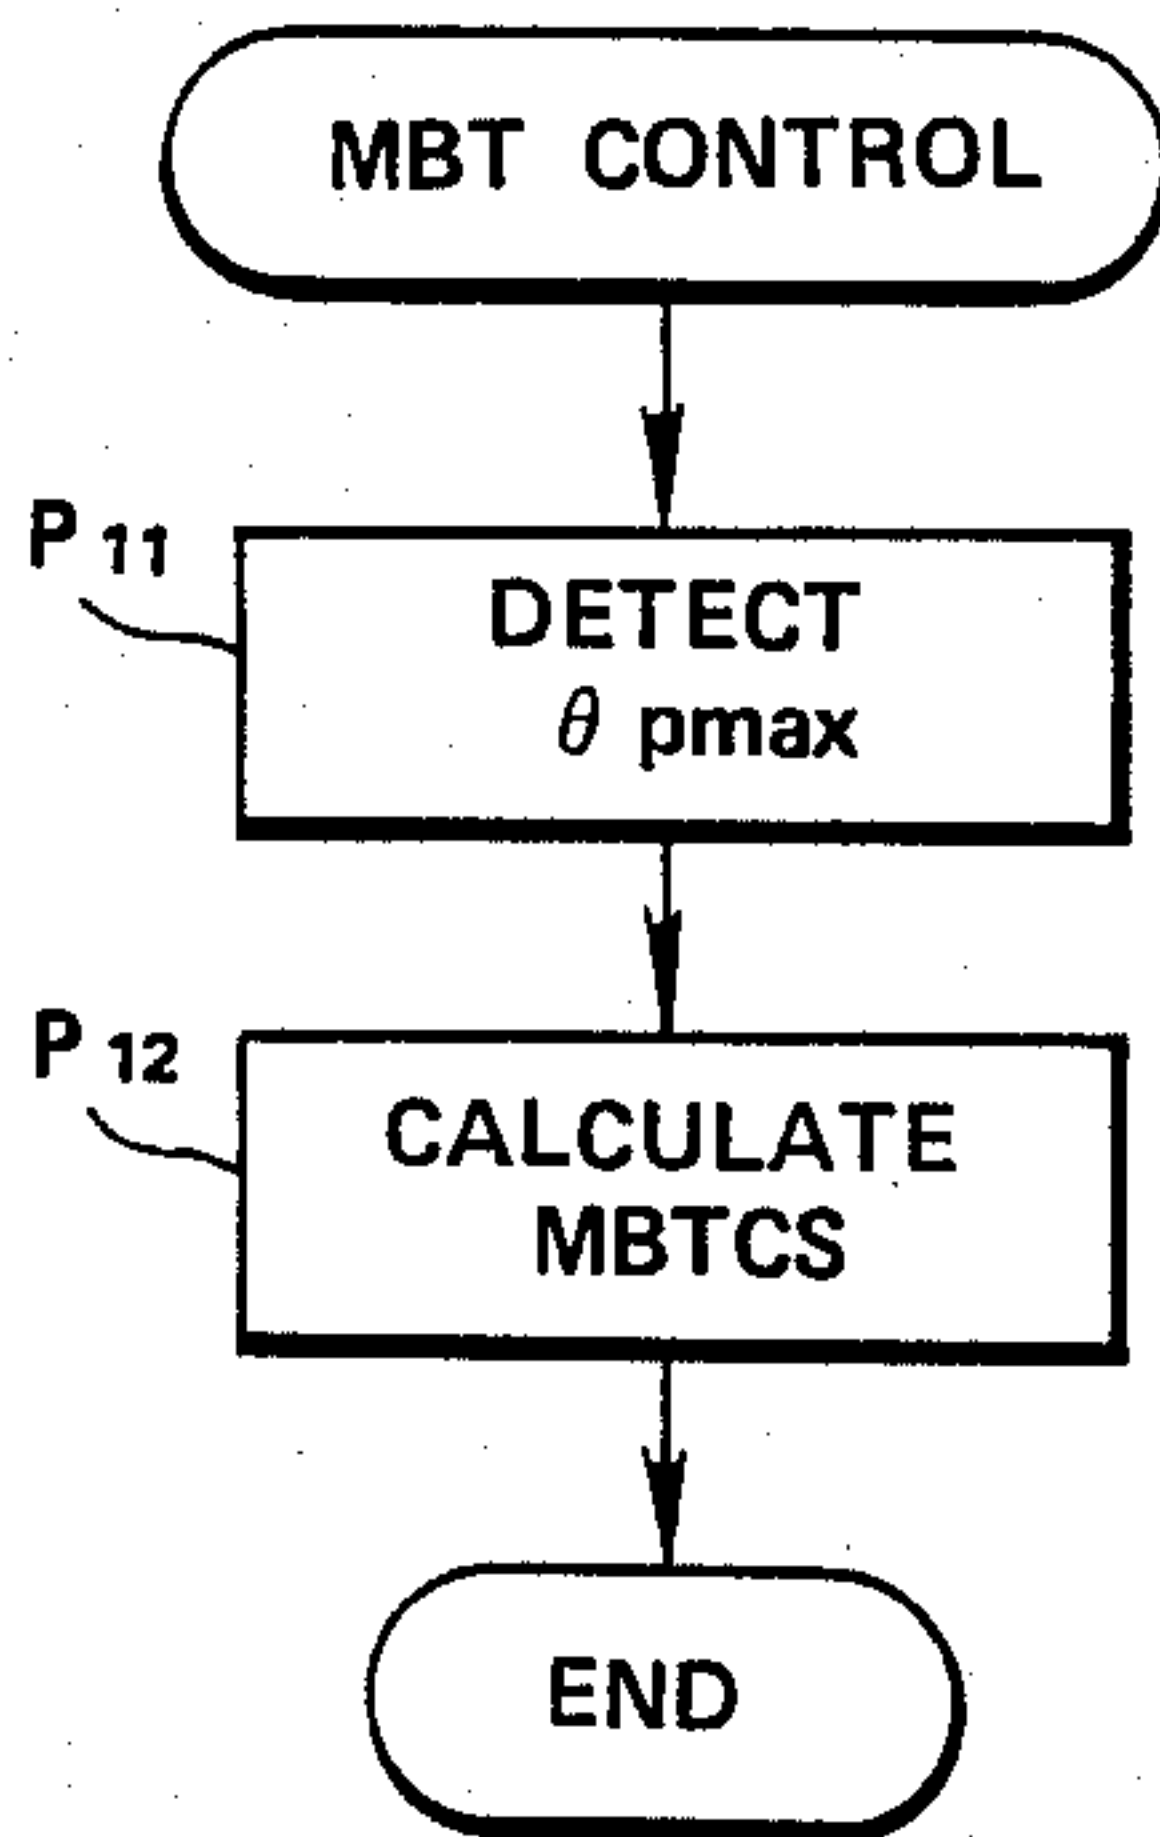 MBT CONTROL
P 11
DETECT
θ pmax
P 12
CALCULATE
MBTCS
END